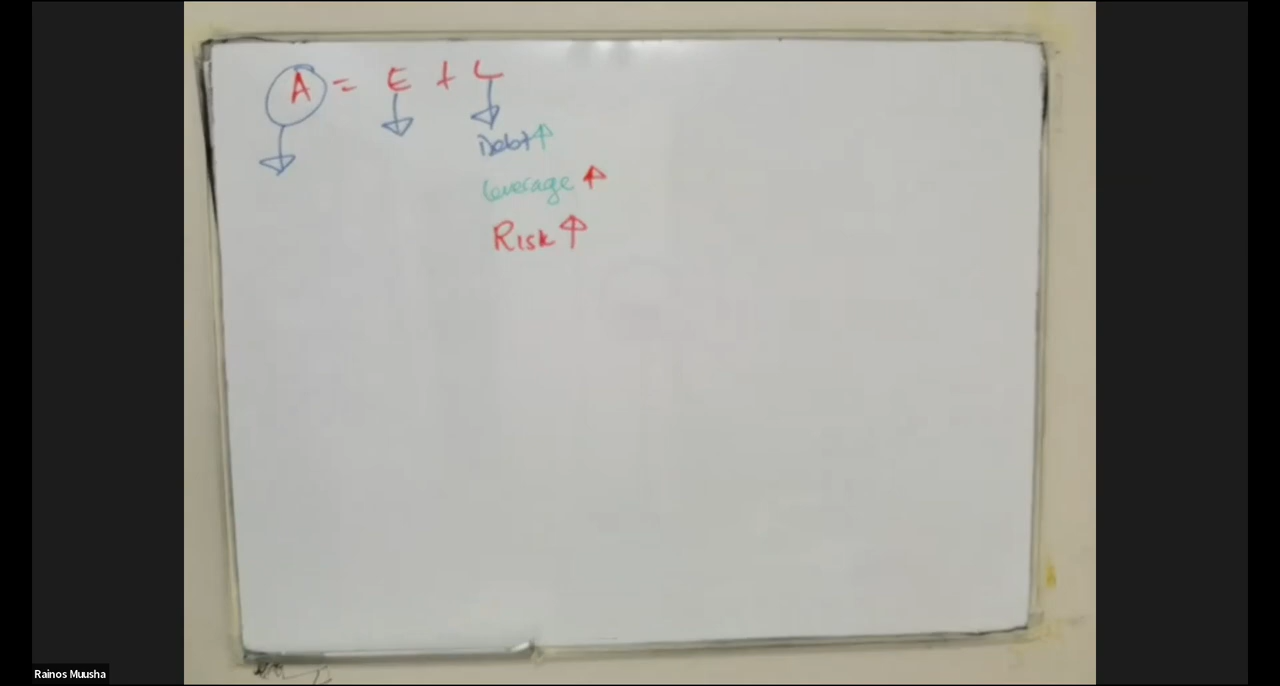 A = E + L
Debt ↑
Leverage ↑
Risk ↑
Rainos Muusha